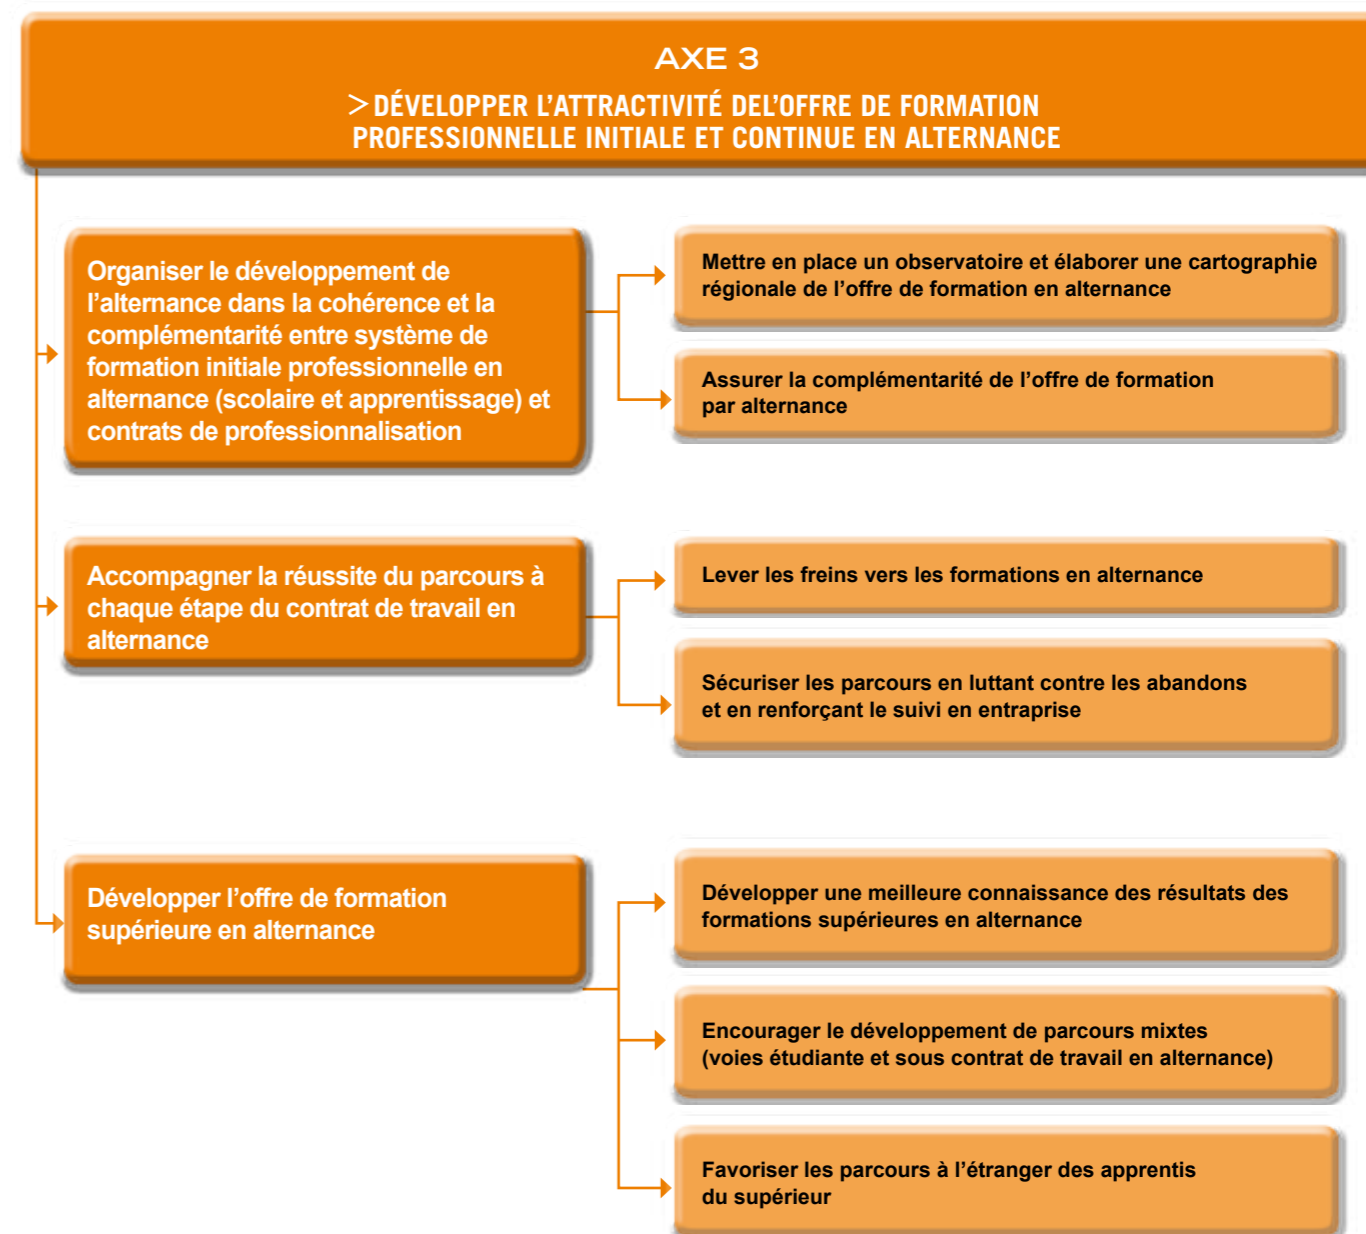 AXE 3
> DÉVELOPPER L’ATTRACTIVITÉ DEL’OFFRE DE FORMATION
PROFESSIONNELLE INITIALE ET CONTINUE EN ALTERNANCE
Organiser le développement de
l’alternance dans la cohérence et la
complémentarité entre système de
formation initiale professionnelle en
alternance (scolaire et apprentissage) et
contrats de professionnalisation
Mettre en place un observatoire et élaborer une cartographie
régionale de l’offre de formation en alternance
Assurer la complémentarité de l’offre de formation
par alternance
Accompagner la réussite du parcours à
chaque étape du contrat de travail en
alternance
Lever les freins vers les formations en alternance
Sécuriser les parcours en luttant contre les abandons
et en renforçant le suivi en entraprise
Développer l’offre de formation
supérieure en alternance
Développer une meilleure connaissance des résultats des
formations supérieures en alternance
Encourager le développement de parcours mixtes
(voies étudiante et sous contrat de travail en alternance)
Favoriser les parcours à l’étranger des apprentis
du supérieur